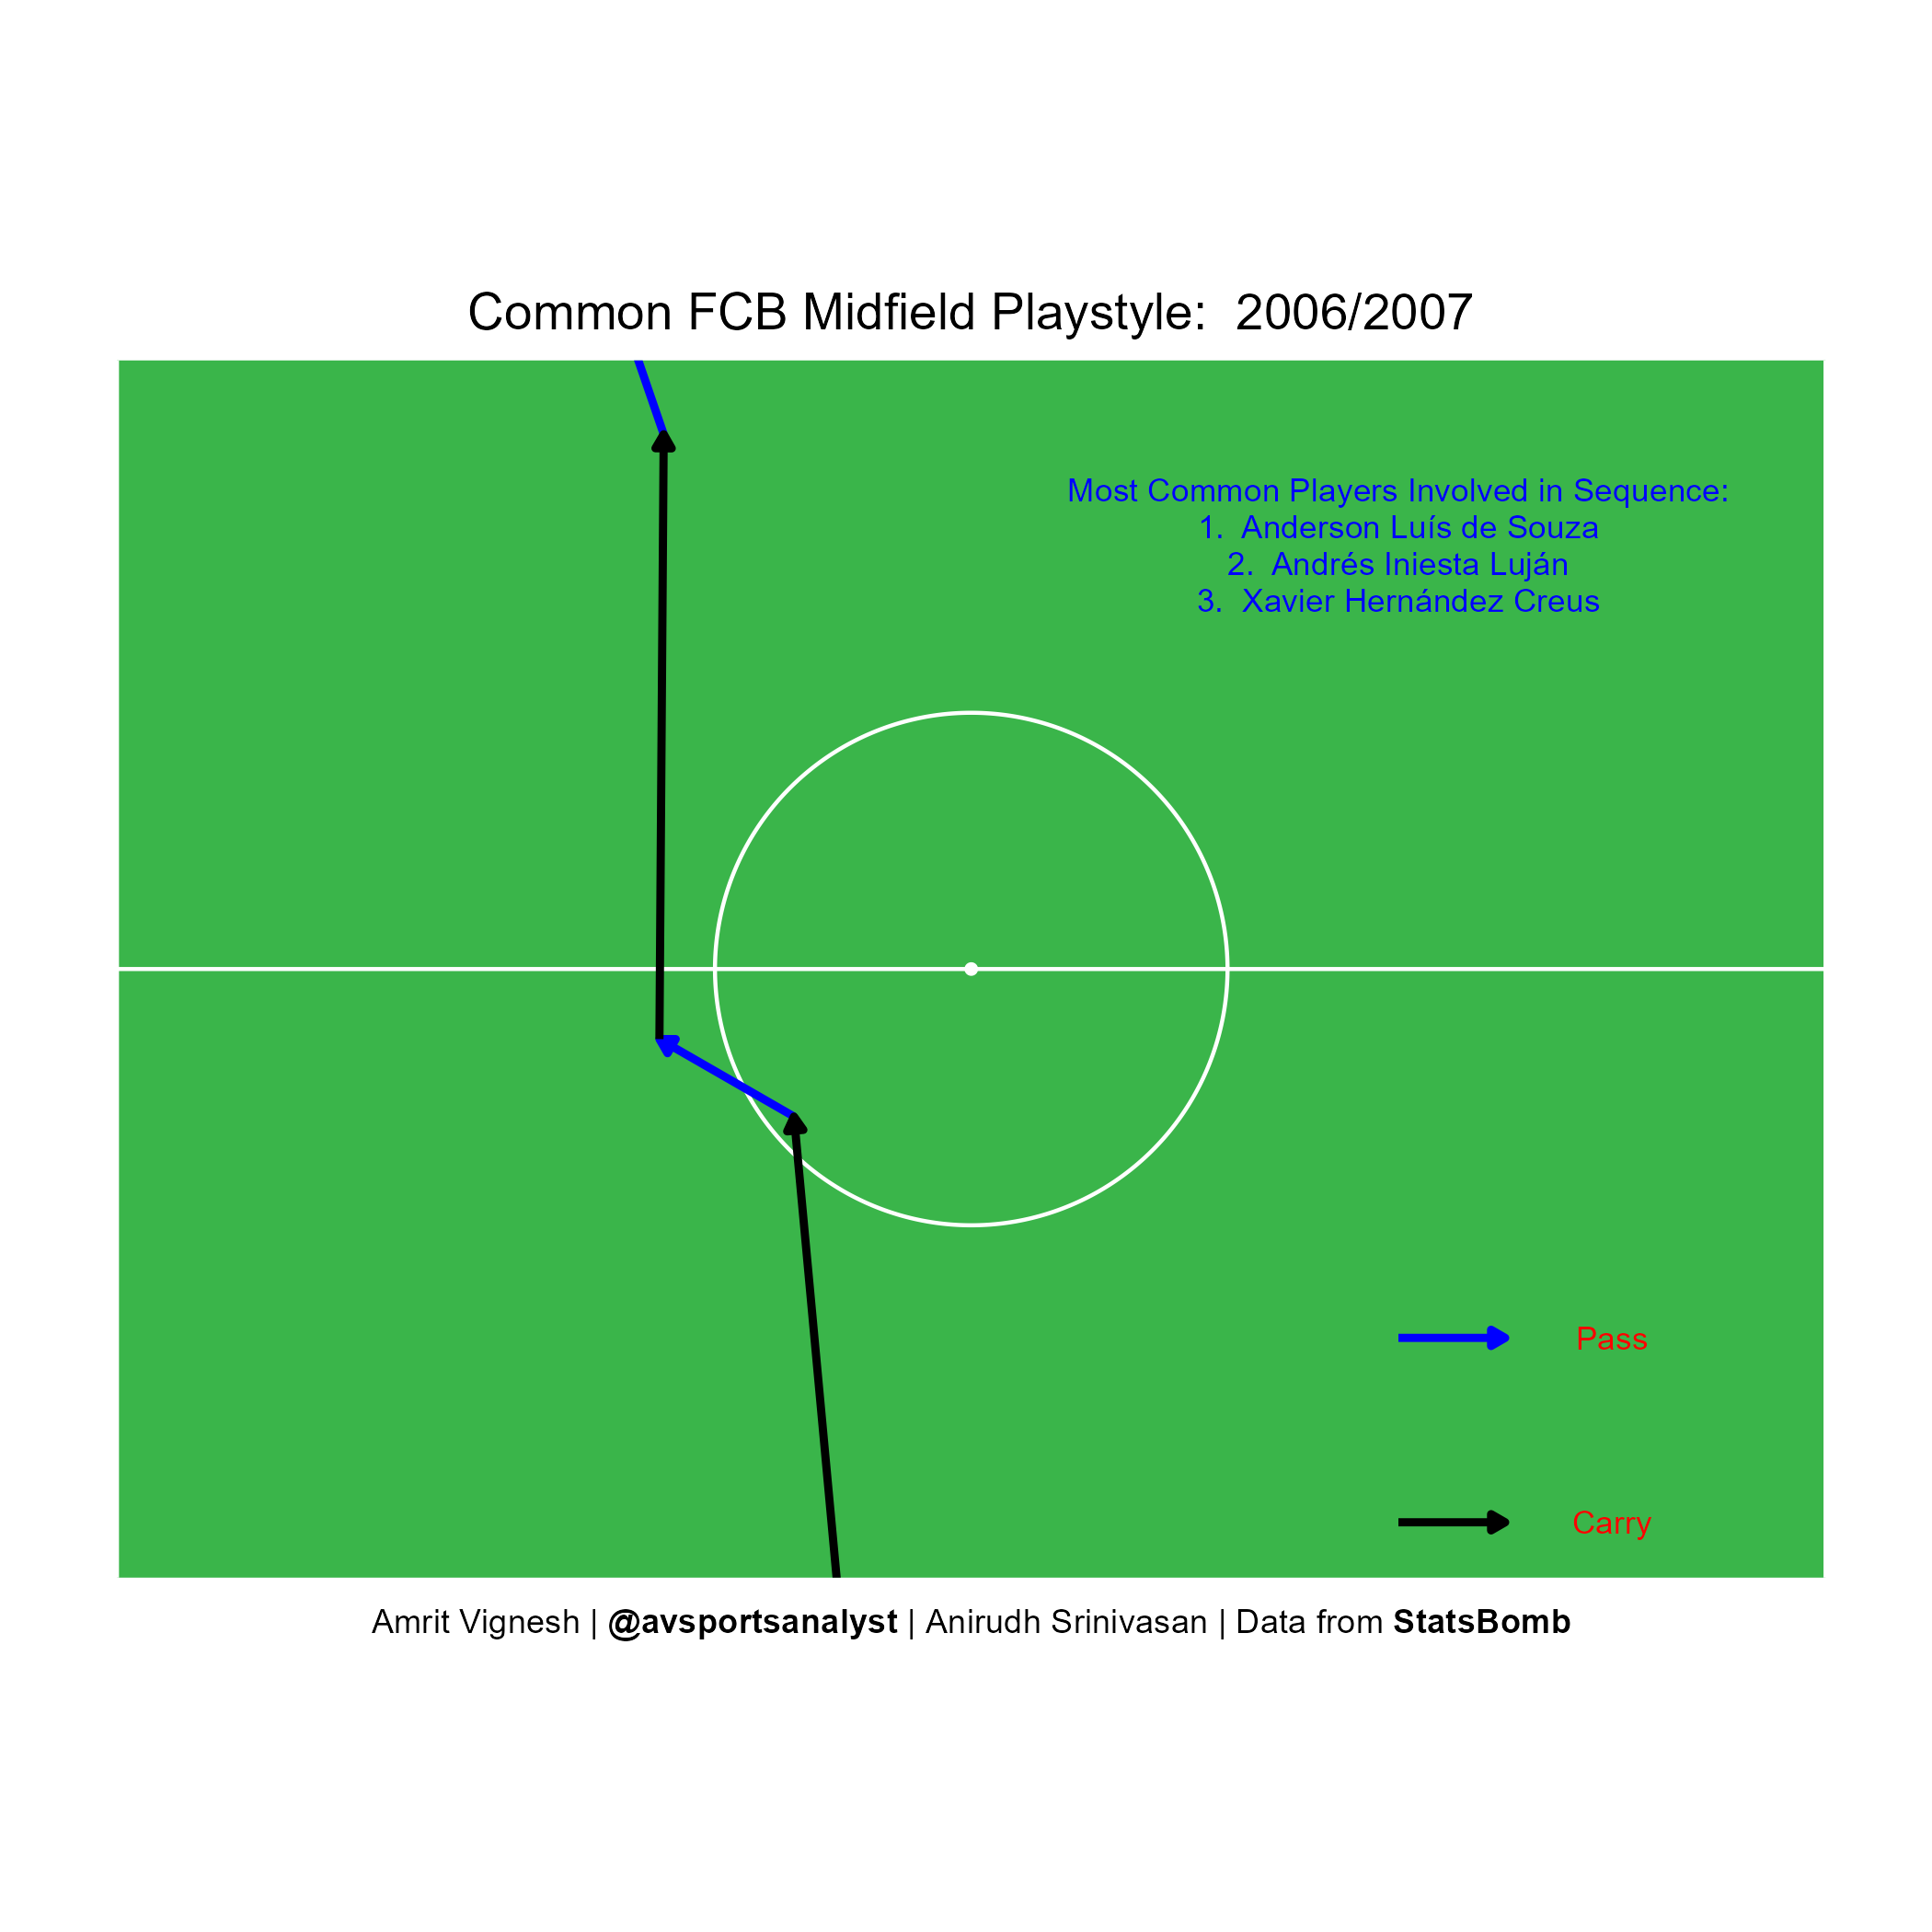 Common FCB Midfield Playstyle:  2006/2007
Most Common Players Involved in Sequence:
1.  Anderson Luís de Souza
2.  Andrés Iniesta Luján
3.  Xavier Hernández Creus
Pass
Carry
Amrit Vignesh | @avsportsanalyst | Anirudh Srinivasan | Data from StatsBomb